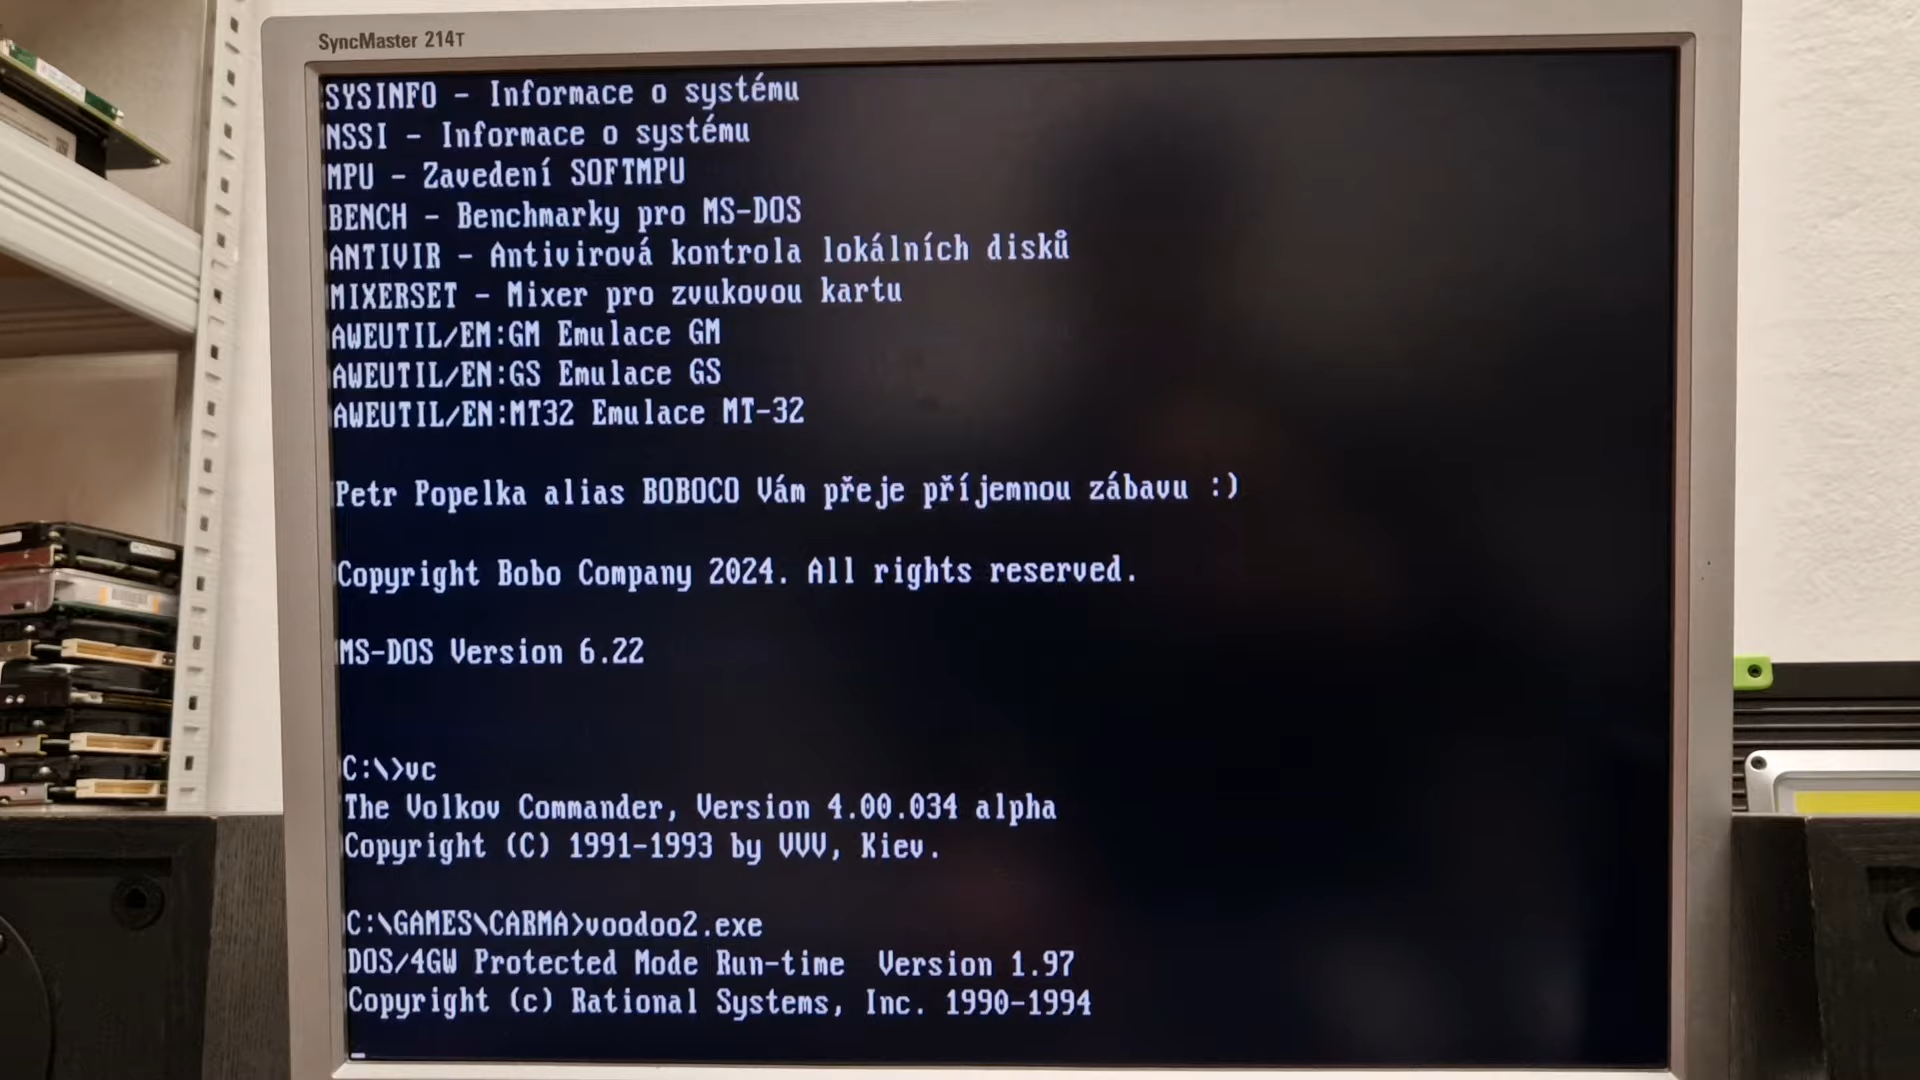 SyncMaster 214T
SYSINFO - Informace o systému
NSSI - Informace o systému
MPU - Zavedení SOFTMPU
BENCH - Benchmarky pro MS-DOS
ANTIVIR - Antivirová kontrola lokálních disků
MIXERSET - Mixer pro zvukovou kartu
AWEUTIL/EM:GM Emulace GM
AWEUTIL/EN:GS Emulace GS
AWEUTIL/EN:MT32 Emulace MT-32
Petr Popelka alias BOBOCO Vám přeje příjemnou zábavu :)
Copyright Bobo Company 2024. All rights reserved.
MS-DOS Version 6.22
C:\>vc
The Volkov Commander, Version 4.00.034 alpha
Copyright (C) 1991-1993 by VVV, Kiev.
C:\GAMES\CARMA>voodoo2.exe
DOS/4GW Protected Mode Run-time  Version 1.97
Copyright (c) Rational Systems, Inc. 1990-1994